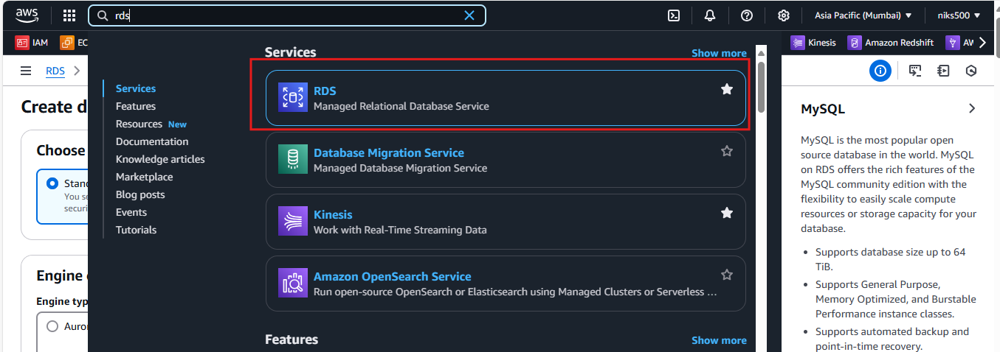 aws
rds
Asia Pacific (Mumbai)
niks500
IAM
EC
Kinesis
Amazon Redshift
AW
RDS
Create d
Choose
Stand
You se
securi
Engine o
Engine typ
Auror
Services
Features
Resources New
Documentation
Knowledge articles
Marketplace
Blog posts
Events
Tutorials
Services
Show more
RDS
Managed Relational Database Service
Database Migration Service
Managed Database Migration Service
Kinesis
Work with Real-Time Streaming Data
Amazon OpenSearch Service
Run open-source OpenSearch or Elasticsearch using Managed Clusters or Serverless ...
Features
Show more
MySQL
MySQL is the most popular open
source database in the world. MySQL
on RDS offers the rich features of the
MySQL community edition with the
flexibility to easily scale compute
resources or storage capacity for your
database.
• Supports database size up to 64
TiB.
• Supports General Purpose,
Memory Optimized, and Burstable
Performance instance classes.
• Supports automated backup and
point-in-time recovery.